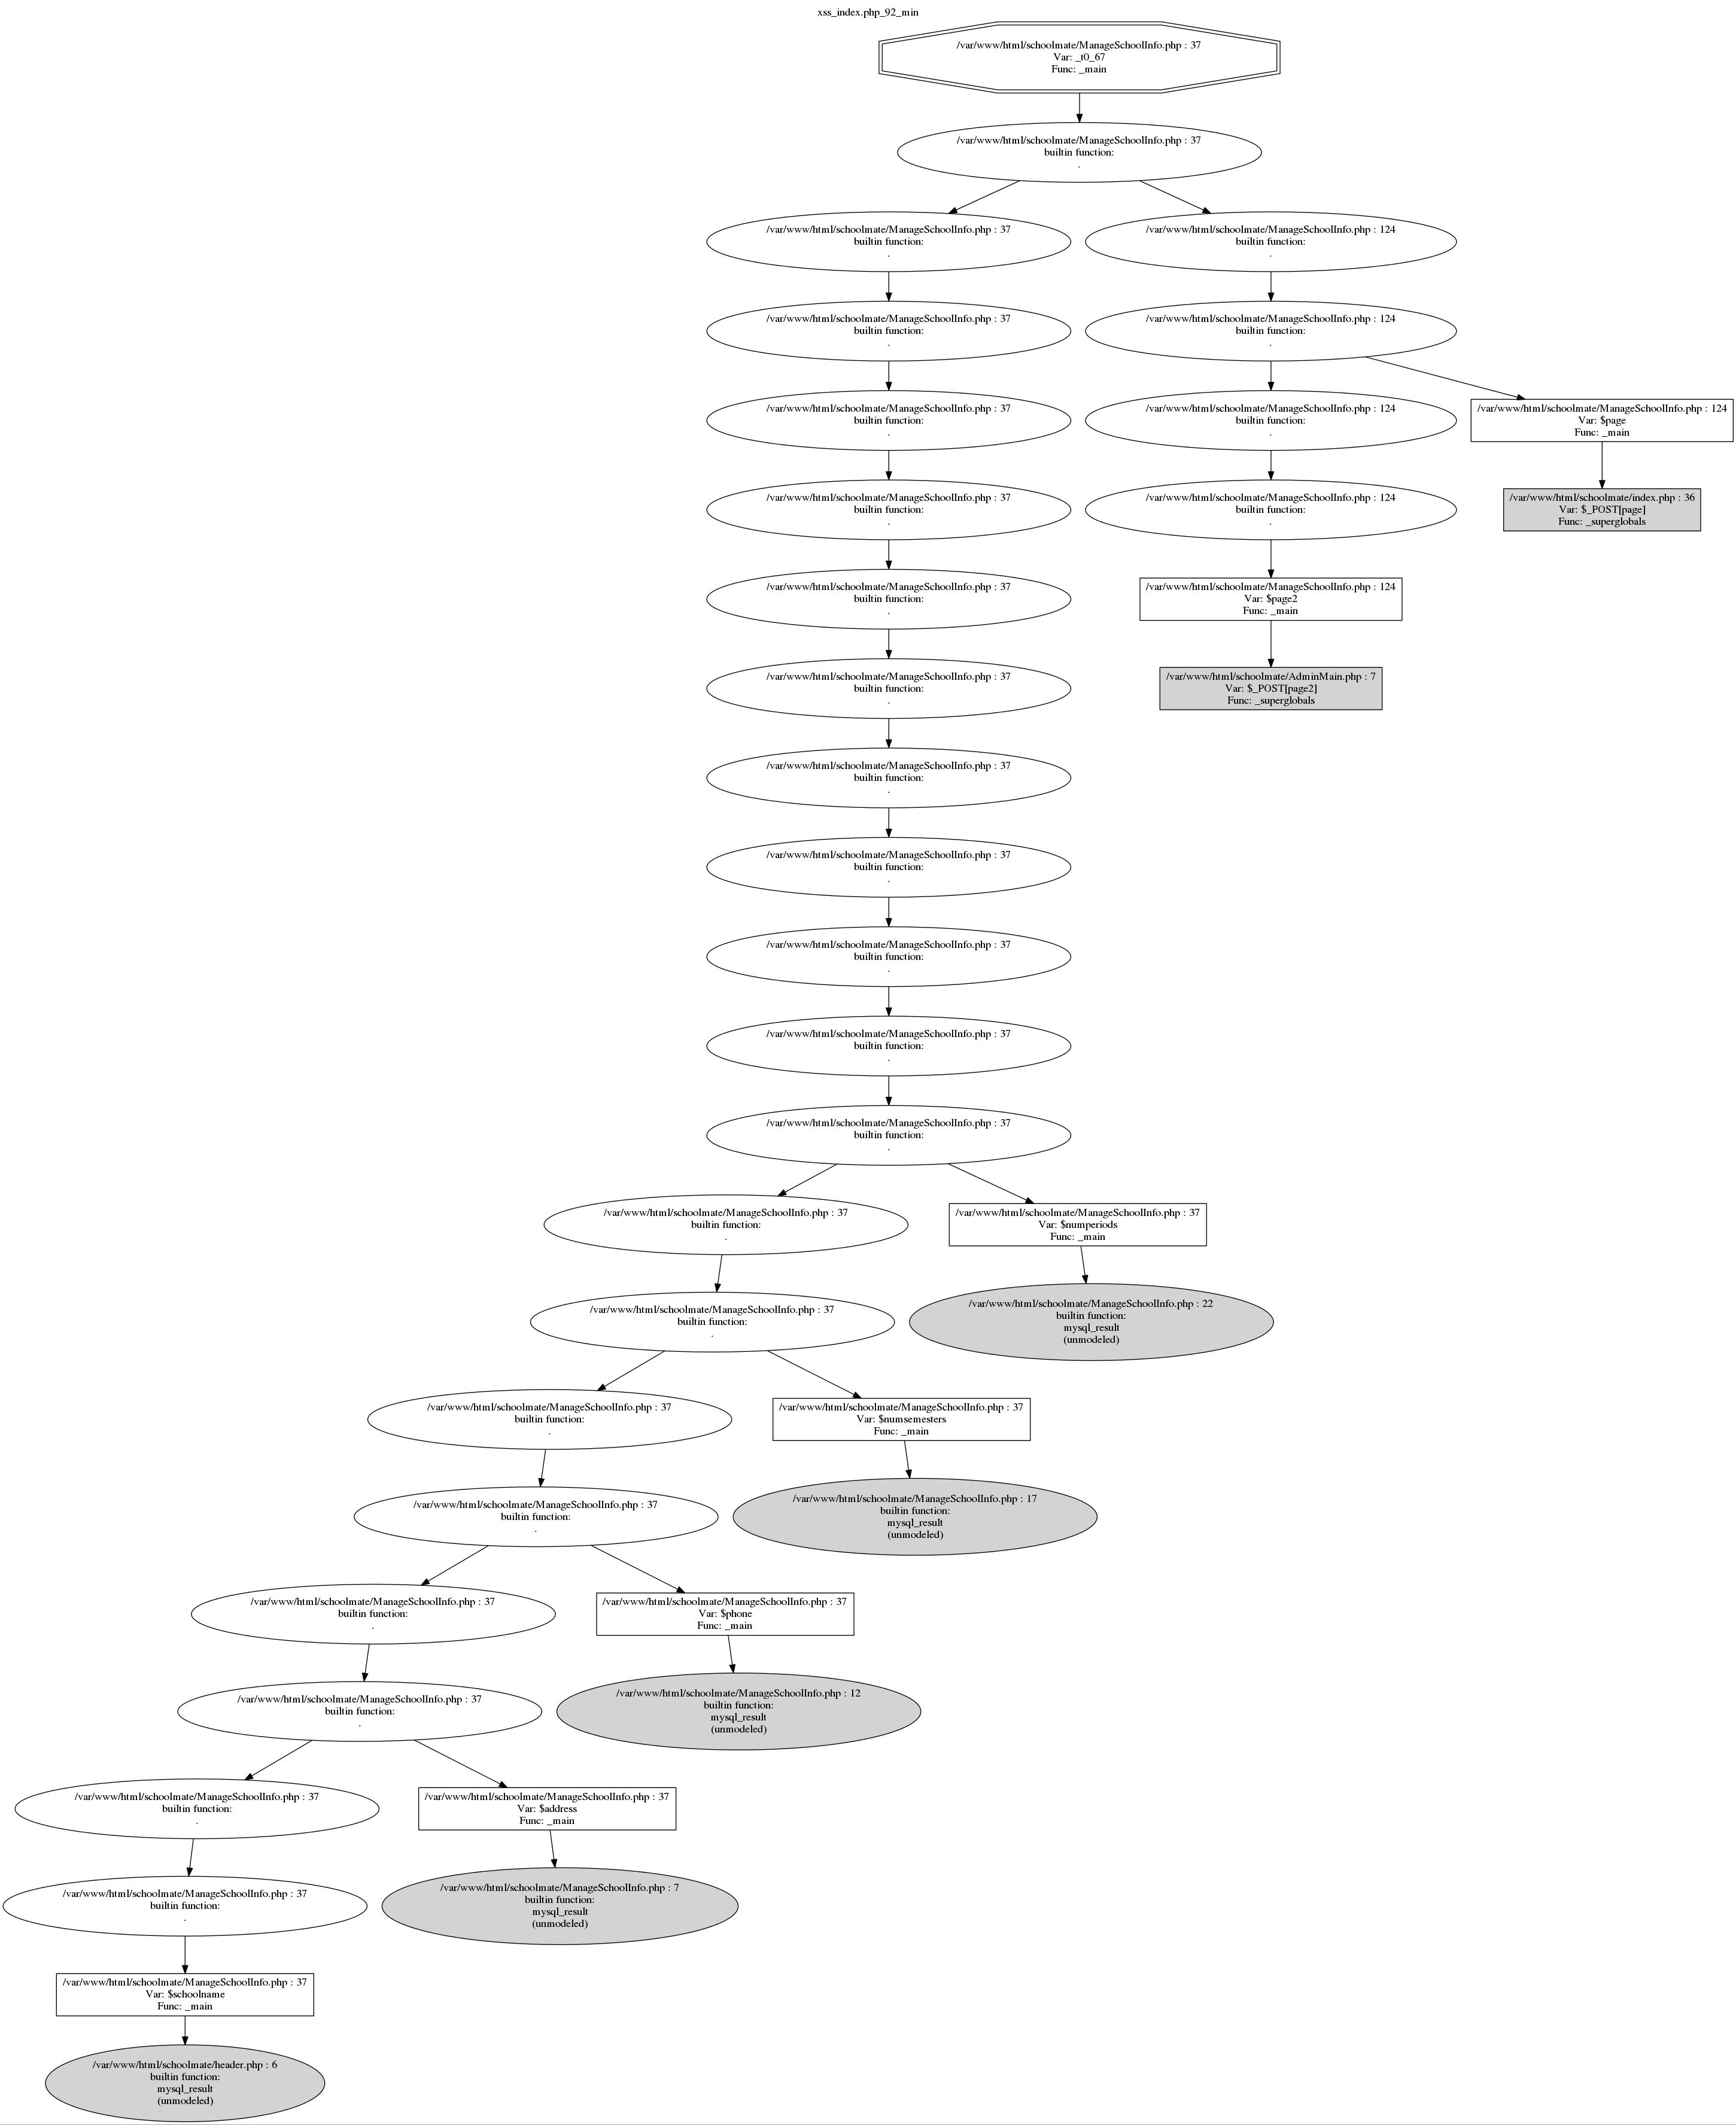 xss_index.php_92_min
/var/www/html/schoolmate/ManageSchoolInfo.php : 37
Var: _t0_67
Func: _main
/var/www/html/schoolmate/ManageSchoolInfo.php : 37
builtin function:
.
/var/www/html/schoolmate/ManageSchoolInfo.php : 37
builtin function:
.
/var/www/html/schoolmate/ManageSchoolInfo.php : 124
builtin function:
.
/var/www/html/schoolmate/ManageSchoolInfo.php : 37
builtin function:
.
/var/www/html/schoolmate/ManageSchoolInfo.php : 124
builtin function:
.
/var/www/html/schoolmate/ManageSchoolInfo.php : 37
builtin function:
.
/var/www/html/schoolmate/ManageSchoolInfo.php : 124
builtin function:
.
/var/www/html/schoolmate/ManageSchoolInfo.php : 124
Var: $page
Func: _main
/var/www/html/schoolmate/ManageSchoolInfo.php : 37
builtin function:
.
/var/www/html/schoolmate/ManageSchoolInfo.php : 124
builtin function:
.
/var/www/html/schoolmate/index.php : 36
Var: $_POST[page]
Func: _superglobals
/var/www/html/schoolmate/ManageSchoolInfo.php : 37
builtin function:
.
/var/www/html/schoolmate/ManageSchoolInfo.php : 124
Var: $page2
Func: _main
/var/www/html/schoolmate/ManageSchoolInfo.php : 37
builtin function:
.
/var/www/html/schoolmate/AdminMain.php : 7
Var: $_POST[page2]
Func: _superglobals
/var/www/html/schoolmate/ManageSchoolInfo.php : 37
builtin function:
.
/var/www/html/schoolmate/ManageSchoolInfo.php : 37
builtin function:
.
/var/www/html/schoolmate/ManageSchoolInfo.php : 37
builtin function:
.
/var/www/html/schoolmate/ManageSchoolInfo.php : 37
builtin function:
.
/var/www/html/schoolmate/ManageSchoolInfo.php : 37
builtin function:
.
/var/www/html/schoolmate/ManageSchoolInfo.php : 37
builtin function:
.
/var/www/html/schoolmate/ManageSchoolInfo.php : 37
Var: $numperiods
Func: _main
/var/www/html/schoolmate/ManageSchoolInfo.php : 37
builtin function:
.
/var/www/html/schoolmate/ManageSchoolInfo.php : 22
builtin function:
mysql_result
(unmodeled)
/var/www/html/schoolmate/ManageSchoolInfo.php : 37
builtin function:
.
/var/www/html/schoolmate/ManageSchoolInfo.php : 37
Var: $numsemesters
Func: _main
/var/www/html/schoolmate/ManageSchoolInfo.php : 37
builtin function:
.
/var/www/html/schoolmate/ManageSchoolInfo.php : 17
builtin function:
mysql_result
(unmodeled)
/var/www/html/schoolmate/ManageSchoolInfo.php : 37
builtin function:
.
/var/www/html/schoolmate/ManageSchoolInfo.php : 37
Var: $phone
Func: _main
/var/www/html/schoolmate/ManageSchoolInfo.php : 37
builtin function:
.
/var/www/html/schoolmate/ManageSchoolInfo.php : 12
builtin function:
mysql_result
(unmodeled)
/var/www/html/schoolmate/ManageSchoolInfo.php : 37
builtin function:
.
/var/www/html/schoolmate/ManageSchoolInfo.php : 37
Var: $address
Func: _main
/var/www/html/schoolmate/ManageSchoolInfo.php : 37
builtin function:
.
/var/www/html/schoolmate/ManageSchoolInfo.php : 7
builtin function:
mysql_result
(unmodeled)
/var/www/html/schoolmate/ManageSchoolInfo.php : 37
Var: $schoolname
Func: _main
/var/www/html/schoolmate/header.php : 6
builtin function:
mysql_result
(unmodeled)